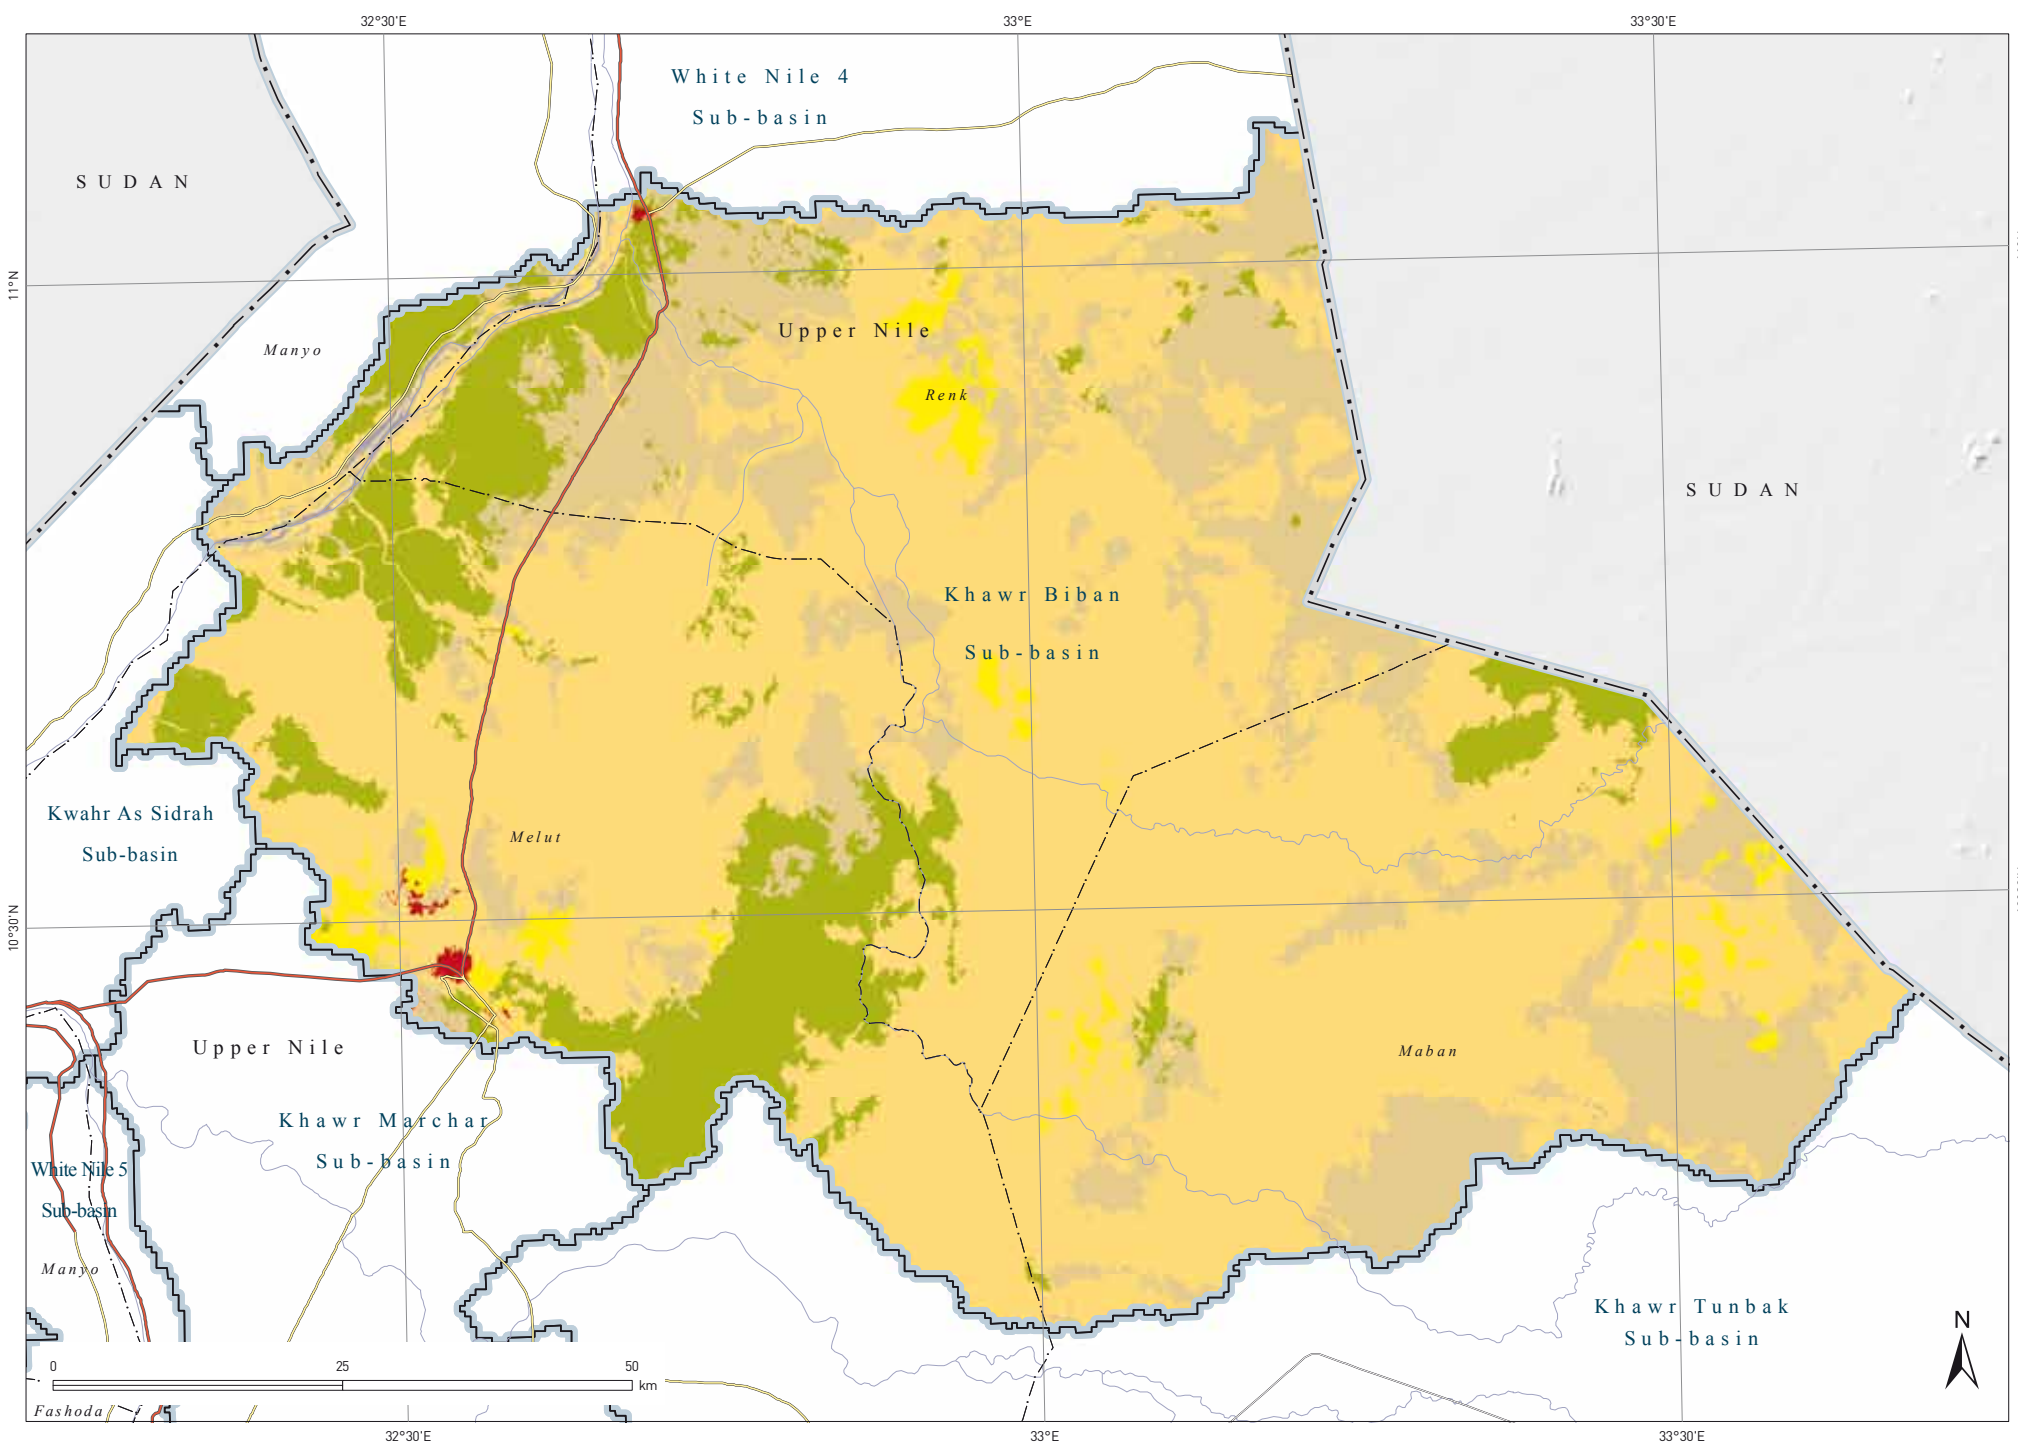 32°30'E
33°E
33°30'E
White Nile 4
Sub-basin
SUDAN
11°N
Manyo
Upper Nile
Renk
SUDAN
Khawr Biban
Sub-basin
Kwahr As Sidrah
Sub-basin
Melut
10°30'N
Upper Nile
Maban
Khawr Marchar
Sub-basin
White Nile 5
Sub-basin
Manyo
Khawr Tunbak
Sub-basin
N
0 25 50
km
Fashoda
32°30'E
33°E
33°30'E